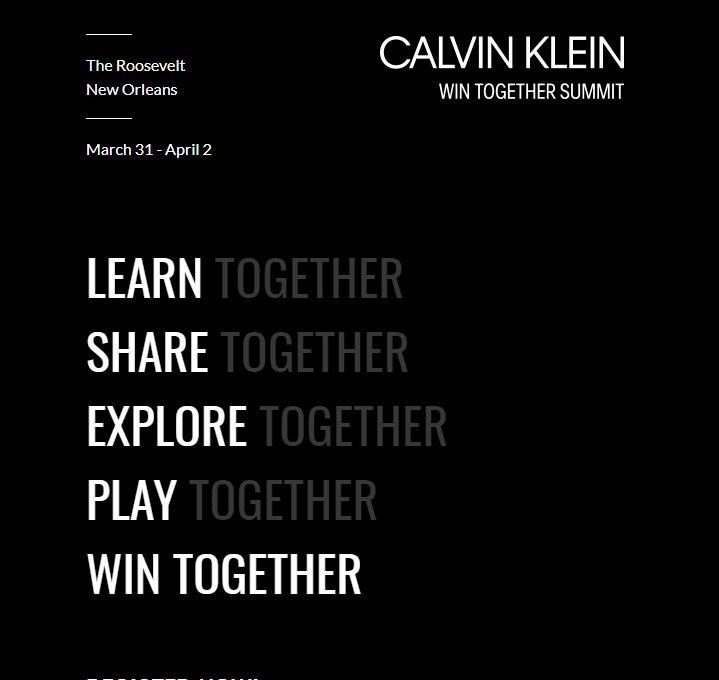 The Roosevelt
New Orleans
March 31 - April 2
CALVIN KLEIN
WIN TOGETHER SUMMIT
LEARN TOGETHER
SHARE TOGETHER
EXPLORE TOGETHER
PLAY TOGETHER
WIN TOGETHER